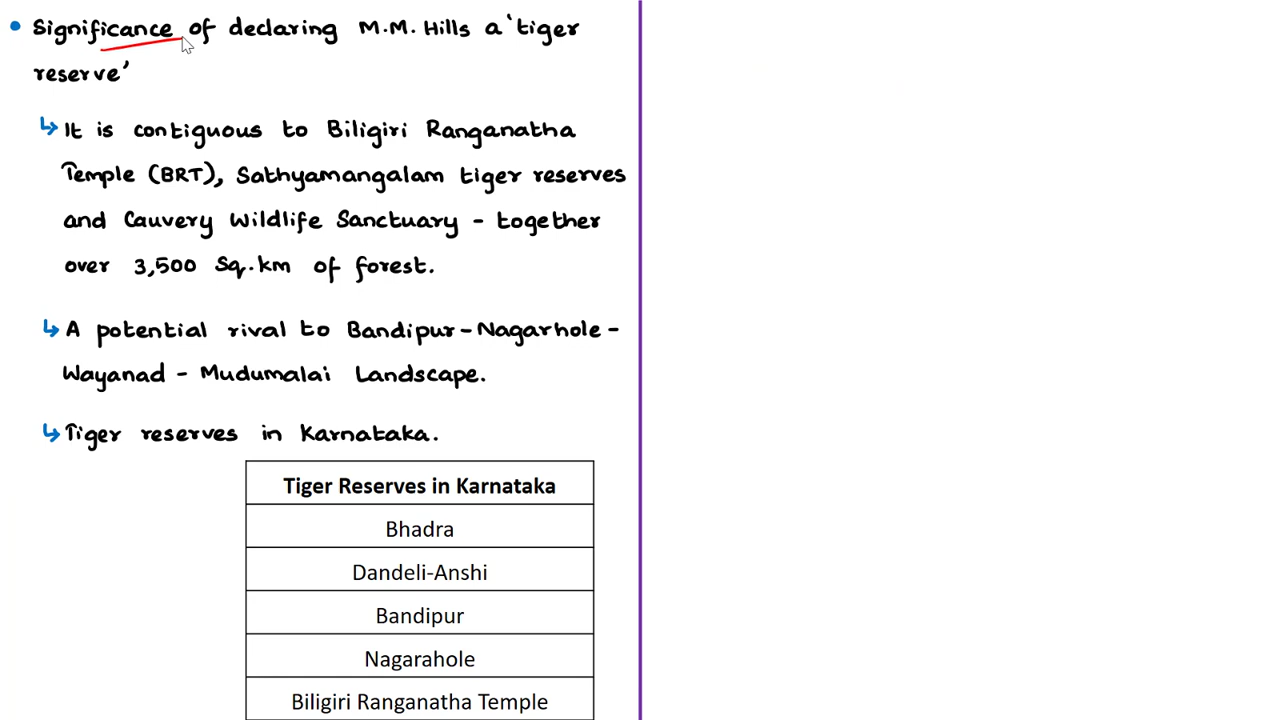 Significance of declaring M.M. Hills a 'tiger
reserve'
It is contiguous to Biligiri Ranganatha
Temple (BRT), Sathyamangalam tiger reserves
and Cauvery Wildlife Sanctuary - together
over 3,500 Sq.km of forest.
A potential rival to Bandipur-Nagarhole-
Wayanad - Mudumalai Landscape.
Tiger reserves in Karnataka.
Tiger Reserves in Karnataka
Bhadra
Dandeli-Anshi
Bandipur
Nagarahole
Biligiri Ranganatha Temple